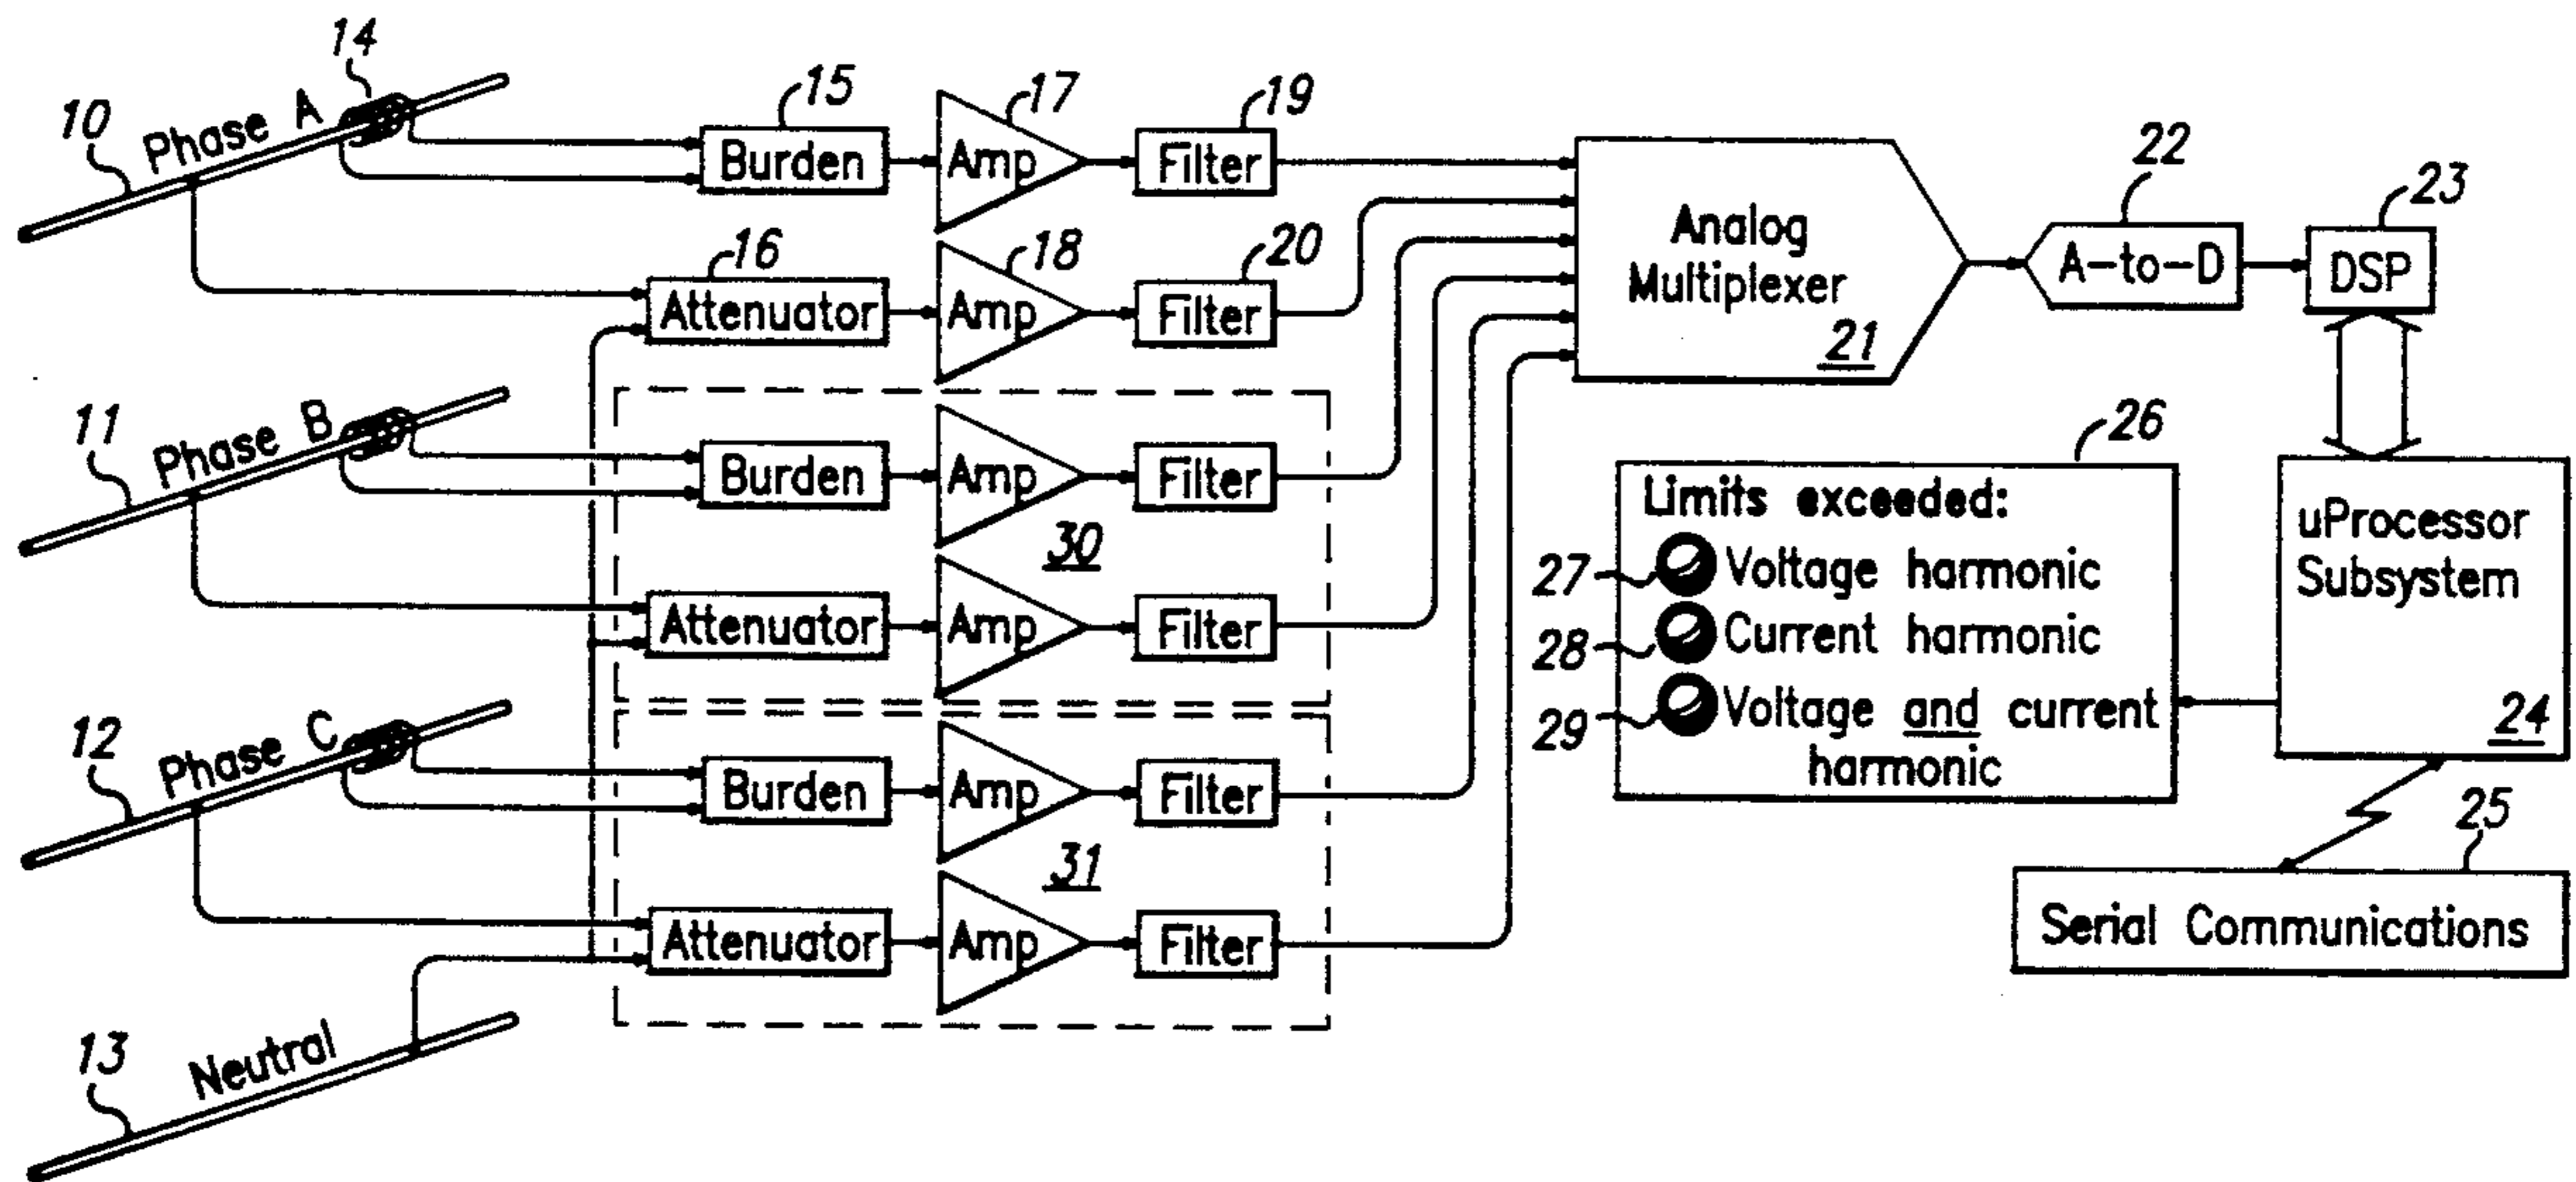 14
10
Phase A
15
Burden
17
Amp
19
Filter
16
Attenuator
18
Amp
20
Filter
Analog
Multiplexer
21
22
A-to-D
23
DSP
11
Phase B
Burden
Amp
Filter
30
Attenuator
Amp
Filter
26
Limits exceeded:
27
Voltage harmonic
28
Current harmonic
29
Voltage and current
harmonic
uProcessor
Subsystem
24
25
Serial Communications
12
Phase C
Burden
Amp
Filter
31
Attenuator
Amp
Filter
13
Neutral